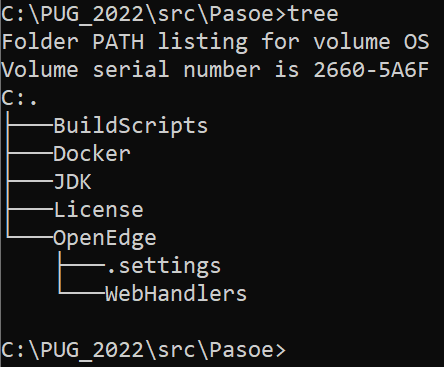 C:\PUG_2022\src\Pasoe>tree
Folder PATH listing for volume OS
Volume serial number is 2660-5A6F
C:.
├───BuildScripts
├───Docker
├───JDK
├───License
└───OpenEdge
    ├───.settings
    └───WebHandlers

C:\PUG_2022\src\Pasoe>